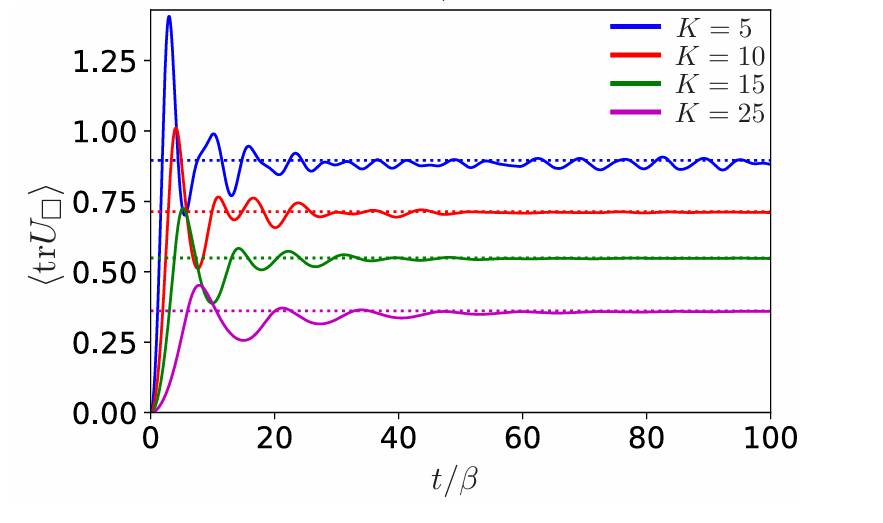 K = 5
K = 10
K = 15
K = 25
1.25
1.00
0.75
0.50
0.25
0.00
⟨trU□⟩
0 20 40 60 80 100
t/β